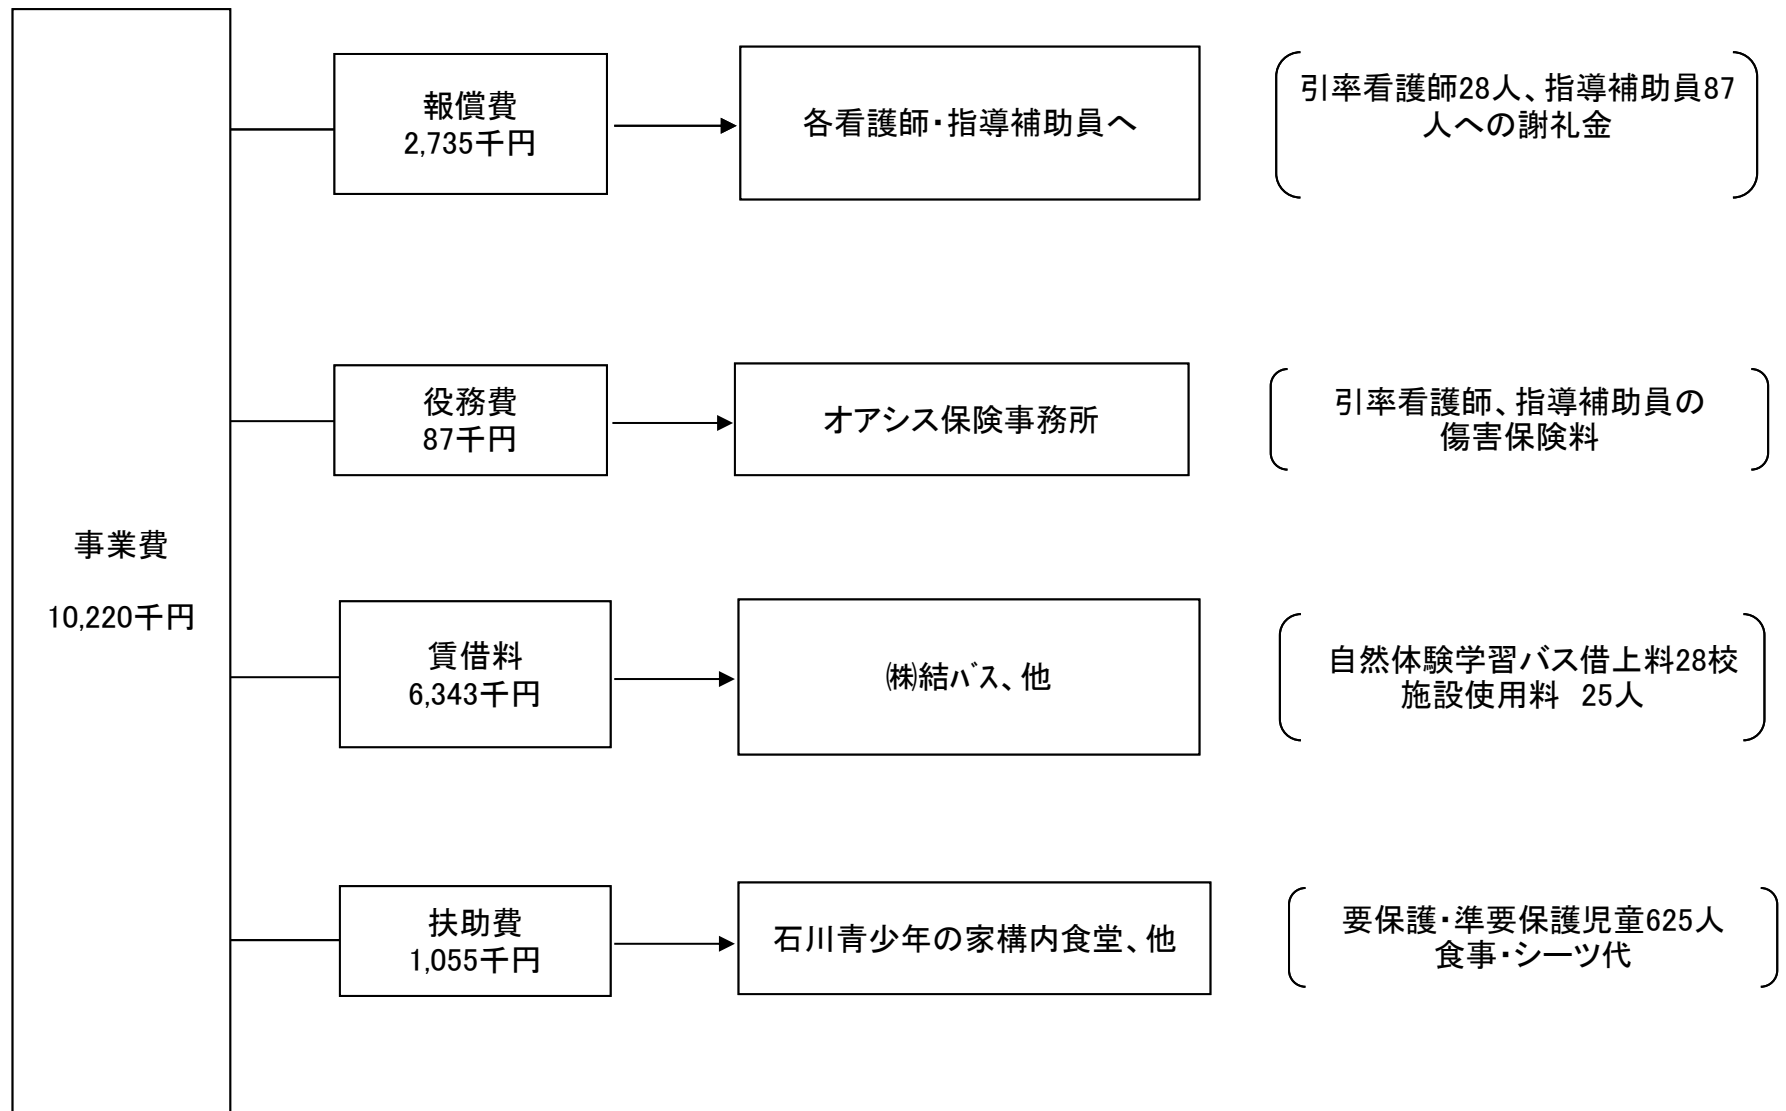 事業費
10,220千円
報償費
2,735千円
各看護師・指導補助員へ
引率看護師28人、指導補助員87
人への謝礼金
役務費
87千円
オアシス保険事務所
引率看護師、指導補助員の
傷害保険料
賃借料
6,343千円
㈱結バス、他
自然体験学習バス借上料28校
施設使用料 25人
扶助費
1,055千円
石川青少年の家構内食堂、他
要保護・準要保護児童625人
食事・シーツ代